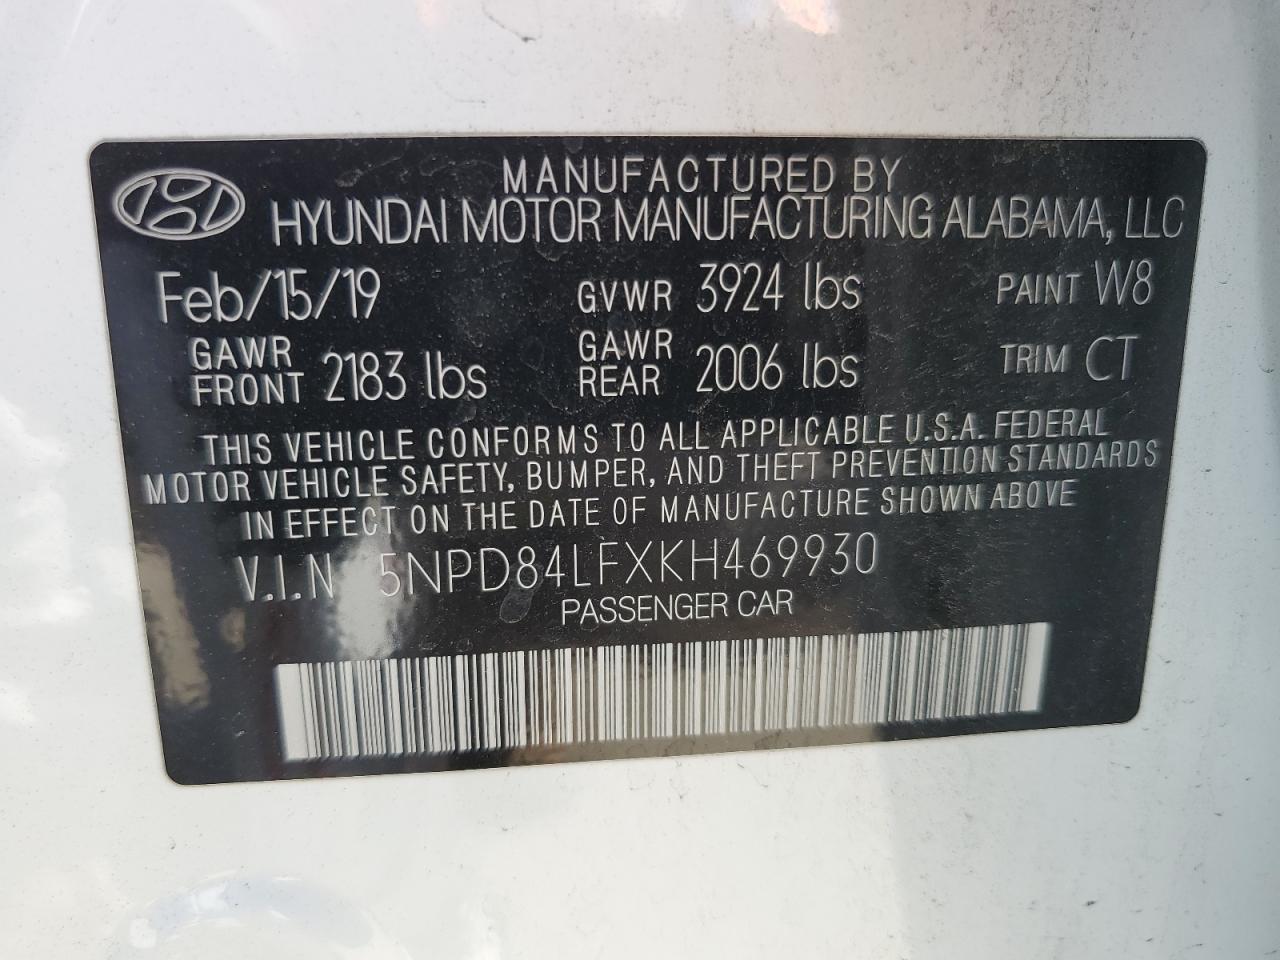 MANUFACTURED BY
HYUNDAI MOTOR MANUFACTURING ALABAMA, LLC
Feb/15/19 GVWR 3924 lbs PAINT W8
GAWR FRONT 2183 lbs GAWR REAR 2006 lbs TRIM CT
THIS VEHICLE CONFORMS TO ALL APPLICABLE U.S.A. FEDERAL
MOTOR VEHICLE SAFETY, BUMPER, AND THEFT PREVENTION STANDARDS
IN EFFECT ON THE DATE OF MANUFACTURE SHOWN ABOVE
V.I.N 5NPD84LFXKH469930
PASSENGER CAR